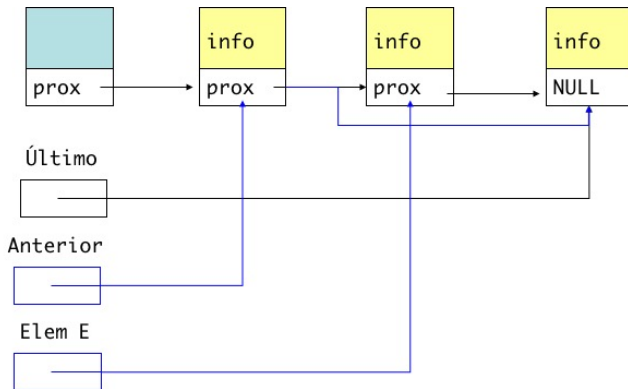 info
info
info
prox
prox
prox
NULL
Último
Anterior
Elem E